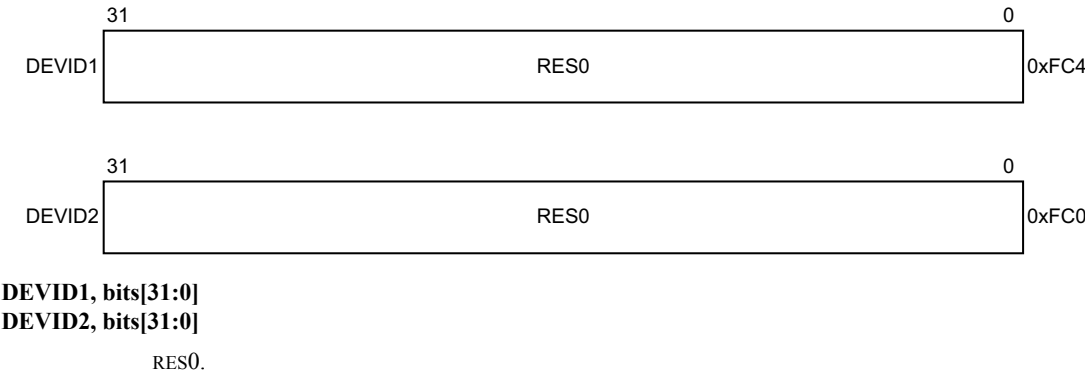 31 0
DEVID1 RES0 0xFC4
31 0
DEVID2 RES0 0xFC0
DEVID1, bits[31:0]
DEVID2, bits[31:0]
RES0.